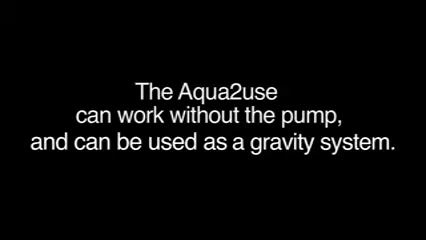 The Aqua2use
can work without the pump,
and can be used as a gravity system.